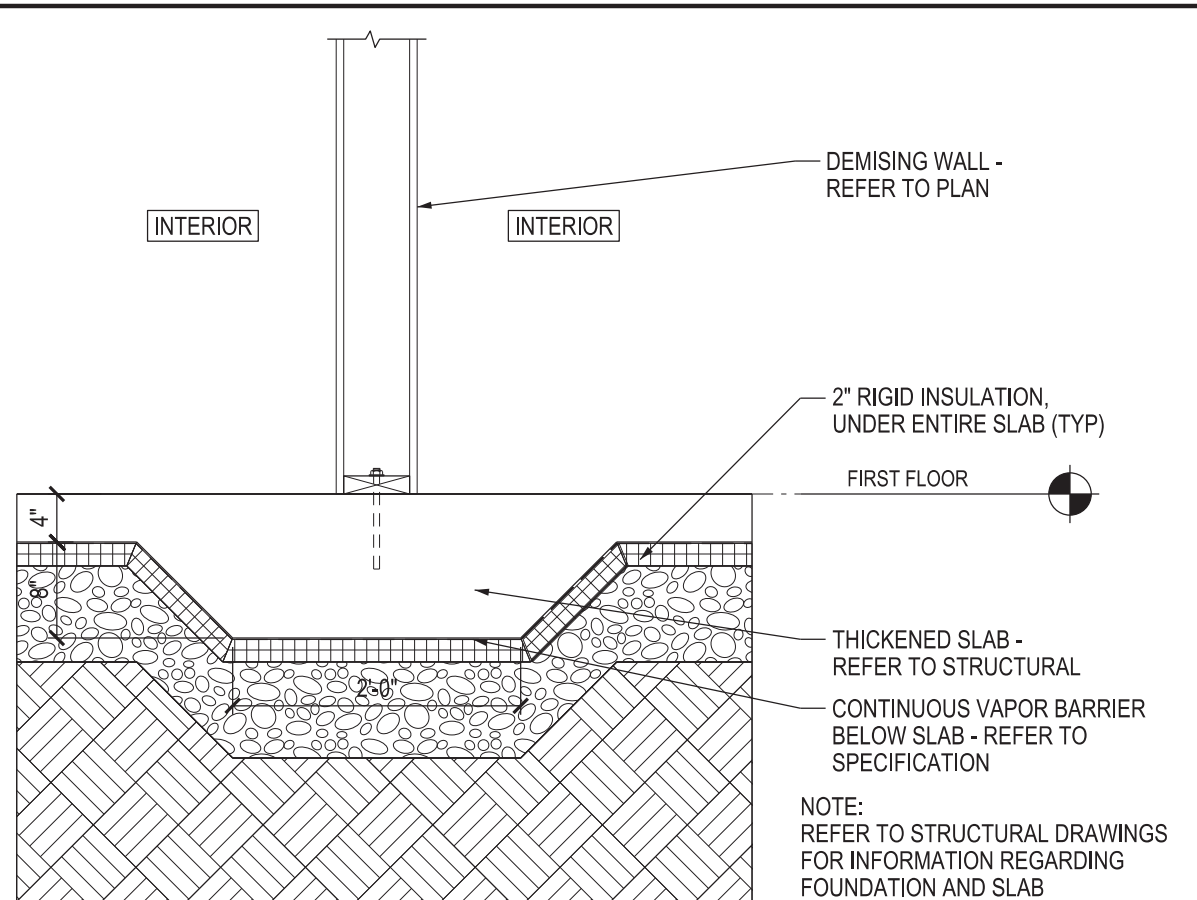 DEMISING WALL -
REFER TO PLAN
INTERIOR
INTERIOR
2" RIGID INSULATION,
UNDER ENTIRE SLAB (TYP)
FIRST FLOOR
4"
8"
THICKENED SLAB -
REFER TO STRUCTURAL
2'-0"
CONTINUOUS VAPOR BARRIER
BELOW SLAB - REFER TO
SPECIFICATION
NOTE:
REFER TO STRUCTURAL DRAWINGS
FOR INFORMATION REGARDING
FOUNDATION AND SLAB